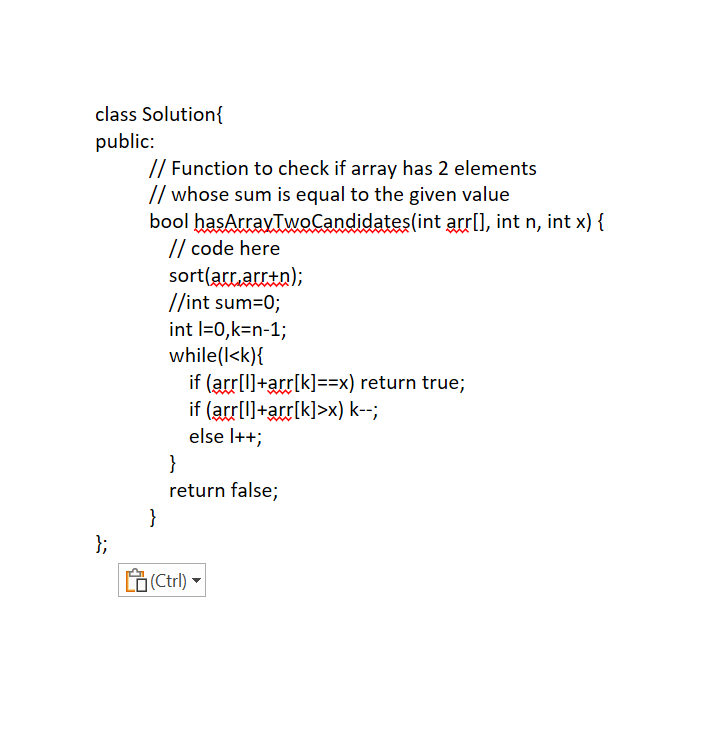 class Solution{
public:
// Function to check if array has 2 elements
// whose sum is equal to the given value
bool hasArrayTwoCandidates(int arr[], int n, int x) {
// code here
sort(arr,arr+n);
//int sum=0;
int l=0,k=n-1;
while(l<k){
if (arr[l]+arr[k]==x) return true;
if (arr[l]+arr[k]>x) k--;
else l++;
}
return false;
}
};
(Ctrl)